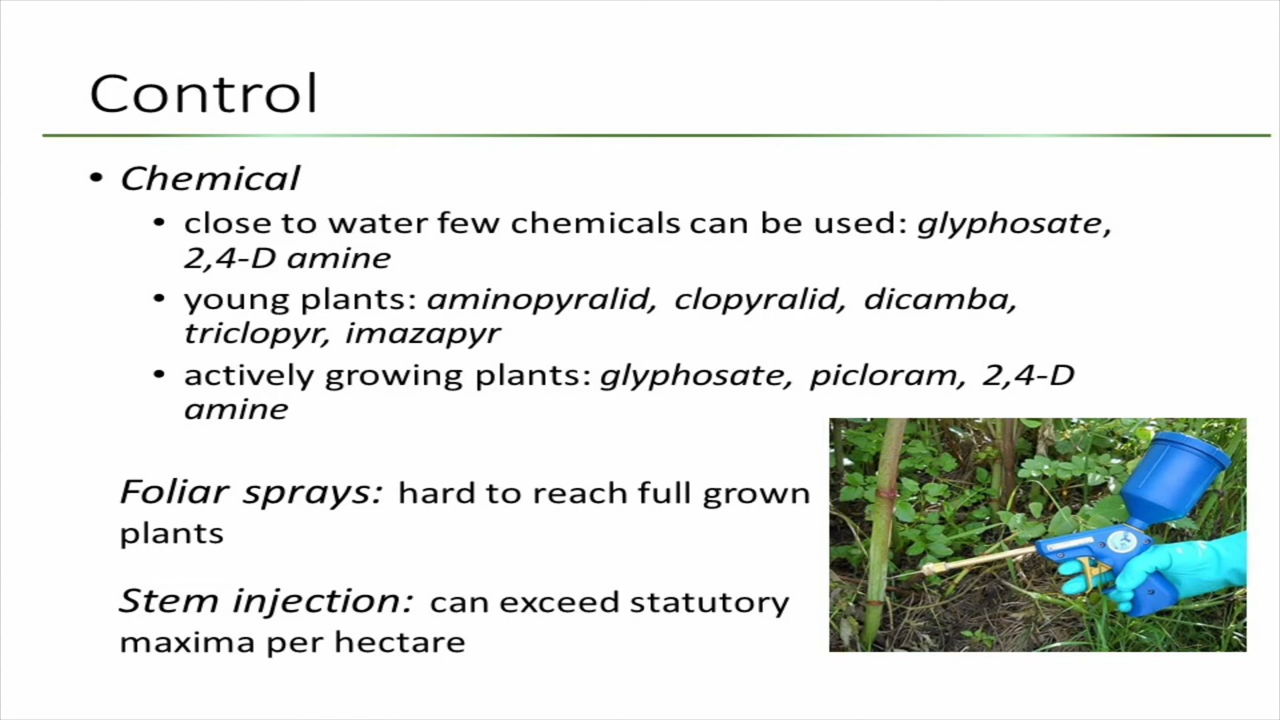 Control
• Chemical
• close to water few chemicals can be used: glyphosate,
2,4-D amine
• young plants: aminopyralid, clopyralid, dicamba,
triclopyr, imazapyr
• actively growing plants: glyphosate, picloram, 2,4-D
amine
Foliar sprays: hard to reach full grown
plants
Stem injection: can exceed statutory
maxima per hectare